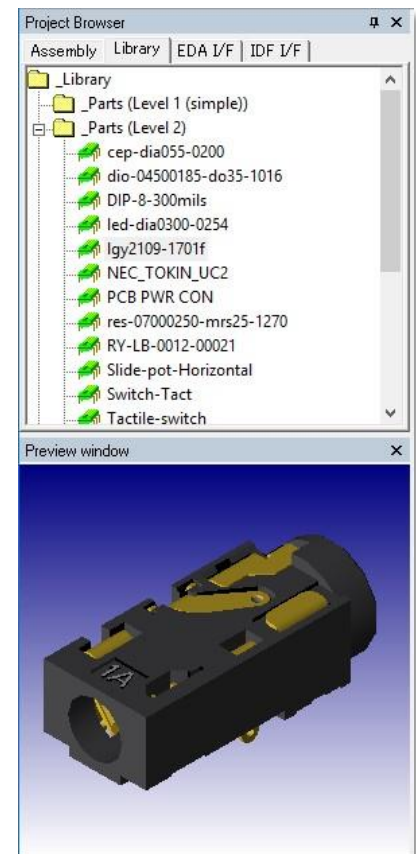 Project Browser
Assembly Library EDA I/F IDF I/F
_Library
_Parts (Level 1 (simple))
_Parts (Level 2)
cep-dia055-0200
dio-04500185-do35-1016
DIP-8-300mils
led-dia0300-0254
lgy2109-1701f
NEC_TOKIN_UC2
PCB PWR CON
res-07000250-mrs25-1270
RY-LB-0012-00021
Slide-pot-Horizontal
Switch-Tact
Tactile-switch
Preview window
1A